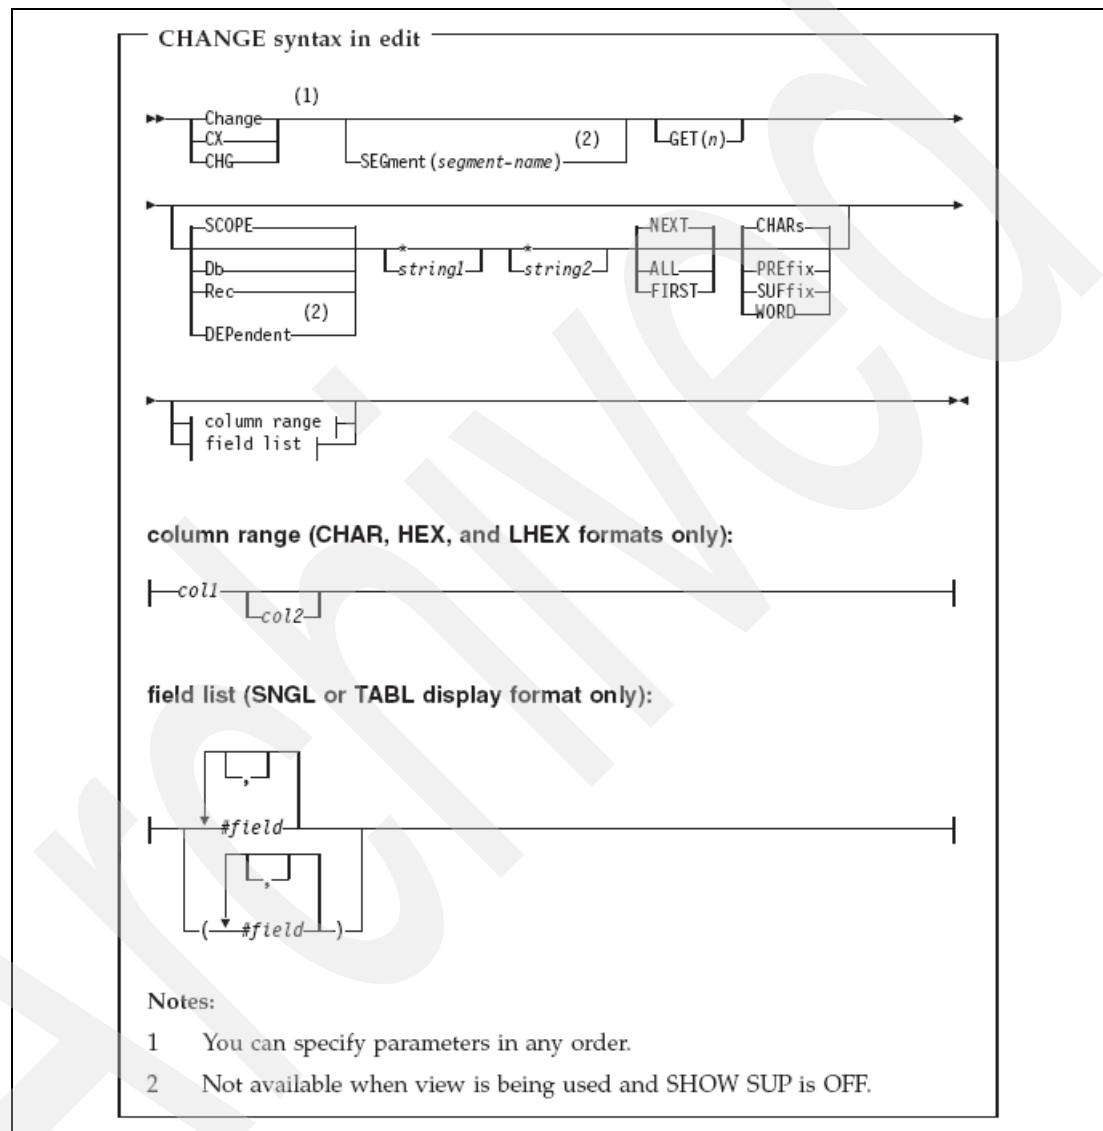 CHANGE syntax in edit
(1)
Change
CX
CHG
(2)
SEGment(segment-name)
GET(n)
SCOPE
Db
Rec
(2)
DEPendent
*
string1
*
string2
NEXT
ALL
FIRST
CHARs
PREfix
SUFfix
WORD
column range
field list
column range (CHAR, HEX, and LHEX formats only):
col1
col2
field list (SNGL or TABL display format only):
,
#field
,
( #field )
Notes:
1 You can specify parameters in any order.
2 Not available when view is being used and SHOW SUP is OFF.
Archived